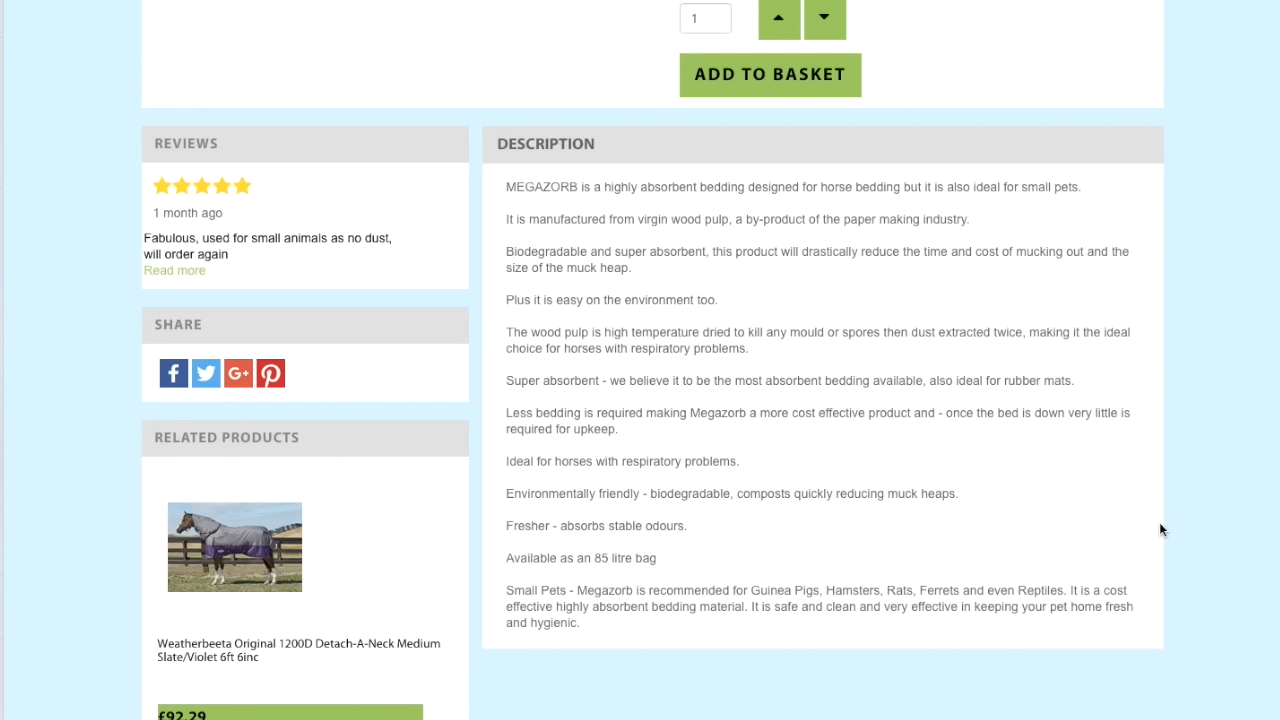 1
ADD TO BASKET
REVIEWS
1 month ago
Fabulous, used for small animals as no dust,
will order again
Read more
SHARE
RELATED PRODUCTS
Weatherbeeta Original 1200D Detach-A-Neck Medium
Slate/Violet 6ft 6inc
£92.29
DESCRIPTION
MEGAZORB is a highly absorbent bedding designed for horse bedding but it is also ideal for small pets.
It is manufactured from virgin wood pulp, a by-product of the paper making industry.
Biodegradable and super absorbent, this product will drastically reduce the time and cost of mucking out and the
size of the muck heap.
Plus it is easy on the environment too.
The wood pulp is high temperature dried to kill any mould or spores then dust extracted twice, making it the ideal
choice for horses with respiratory problems.
Super absorbent - we believe it to be the most absorbent bedding available, also ideal for rubber mats.
Less bedding is required making Megazorb a more cost effective product and - once the bed is down very little is
required for upkeep.
Ideal for horses with respiratory problems.
Environmentally friendly - biodegradable, composts quickly reducing muck heaps.
Fresher - absorbs stable odours.
Available as an 85 litre bag
Small Pets - Megazorb is recommended for Guinea Pigs, Hamsters, Rats, Ferrets and even Reptiles. It is a cost
effective highly absorbent bedding material. It is safe and clean and very effective in keeping your pet home fresh
and hygienic.